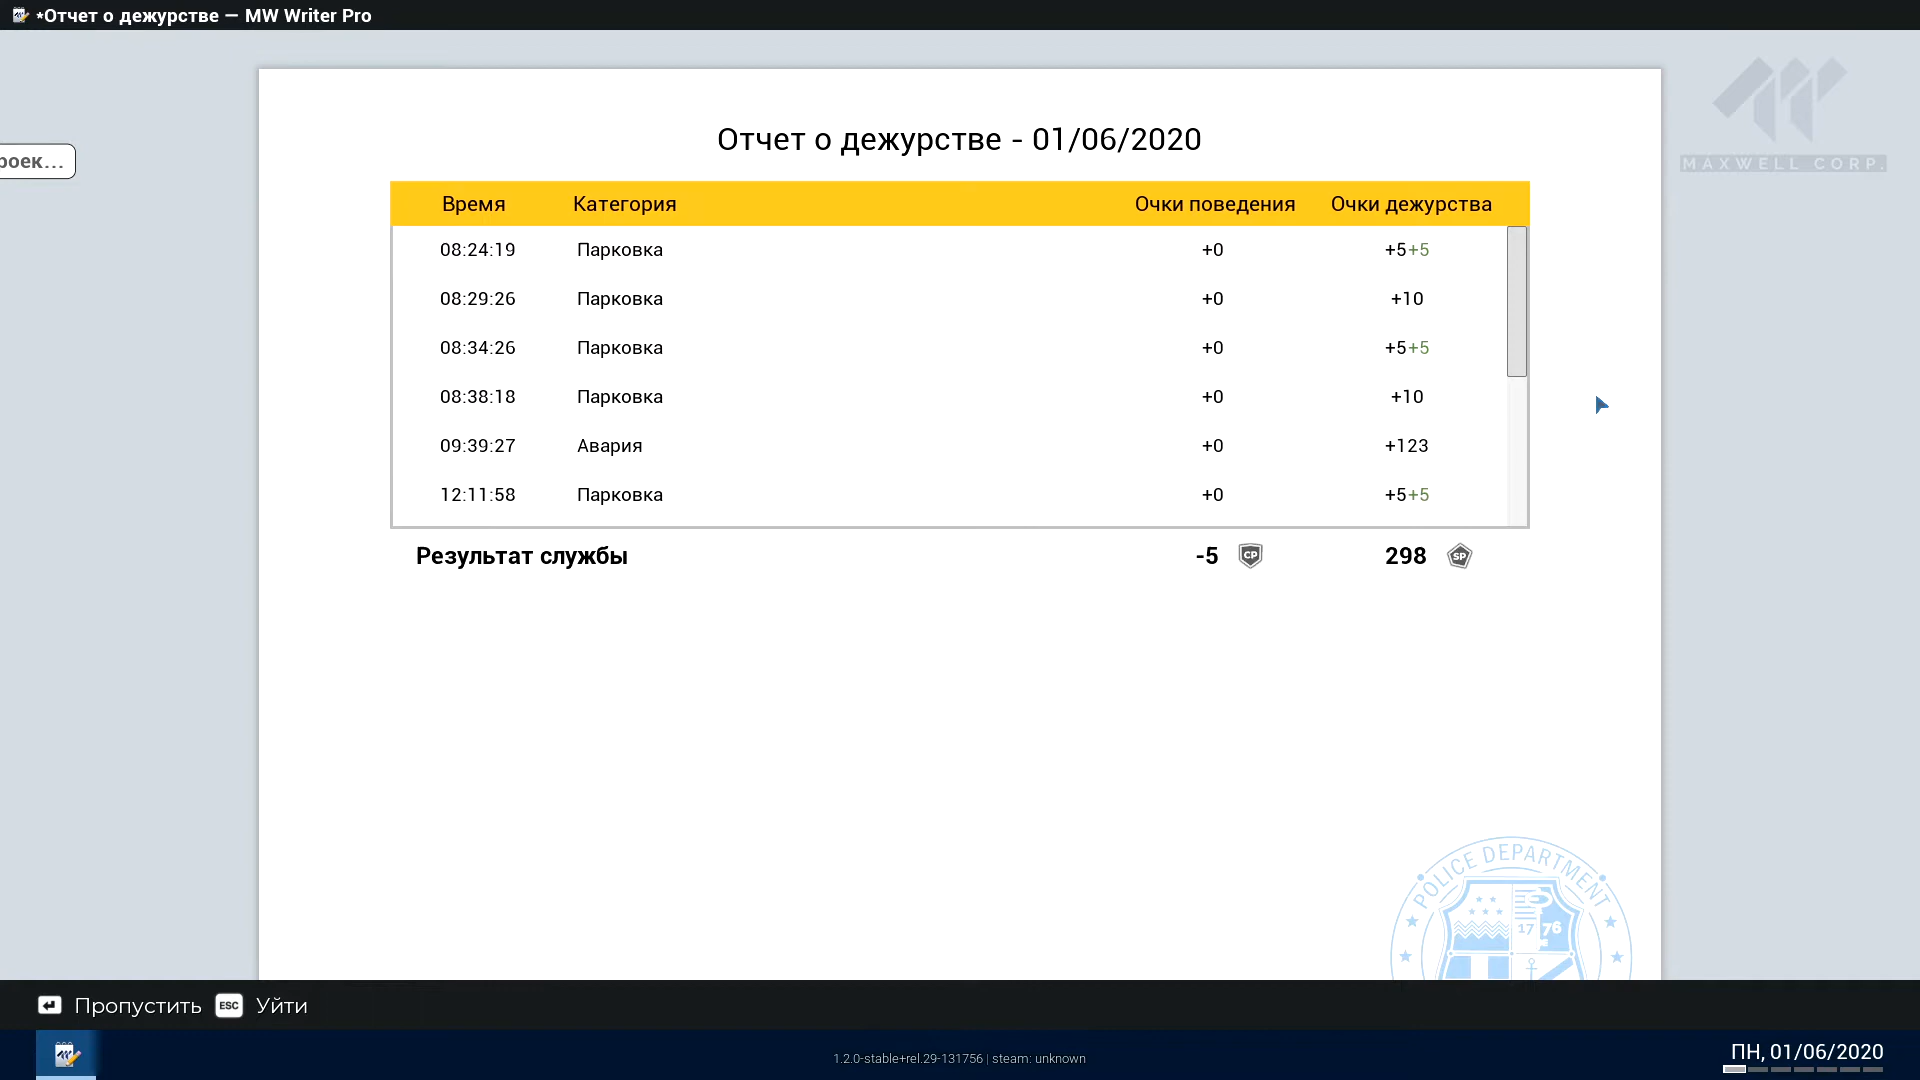 *Отчет о дежурстве — MW Writer Pro
MAXWELL CORP.
роек...
Отчет о дежурстве - 01/06/2020
Время Категория Очки поведения Очки дежурства
08:24:19 Парковка +0 +5+5
08:29:26 Парковка +0 +10
08:34:26 Парковка +0 +5+5
08:38:18 Парковка +0 +10
09:39:27 Авария +0 +123
12:11:58 Парковка +0 +5+5
Результат службы -5 CP 298 SP
POLICE DEPARTMENT
17 76
Пропустить ESC Уйти
1.2.0-stable+rel.29-131756 | steam: unknown
ПН, 01/06/2020